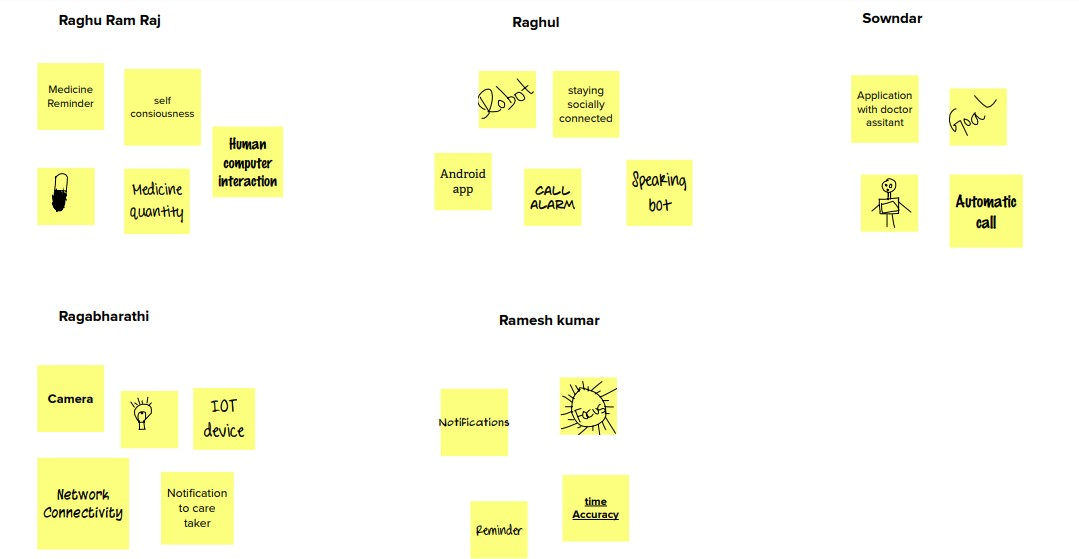 Raghu Ram Raj
Medicine
Reminder
self
consiousness
Human
computer
interaction
Medicine
quantity
Raghul
Robot
staying
socially
connected
Android
app
CALL
ALARM
Speaking
bot
Sowndar
Application
with doctor
assitant
Goal
Automatic
call
Ragabharathi
Camera
IOT
device
Network
Connectivity
Notification
to care
taker
Ramesh kumar
Notifications
Focus
Reminder
time
Accuracy